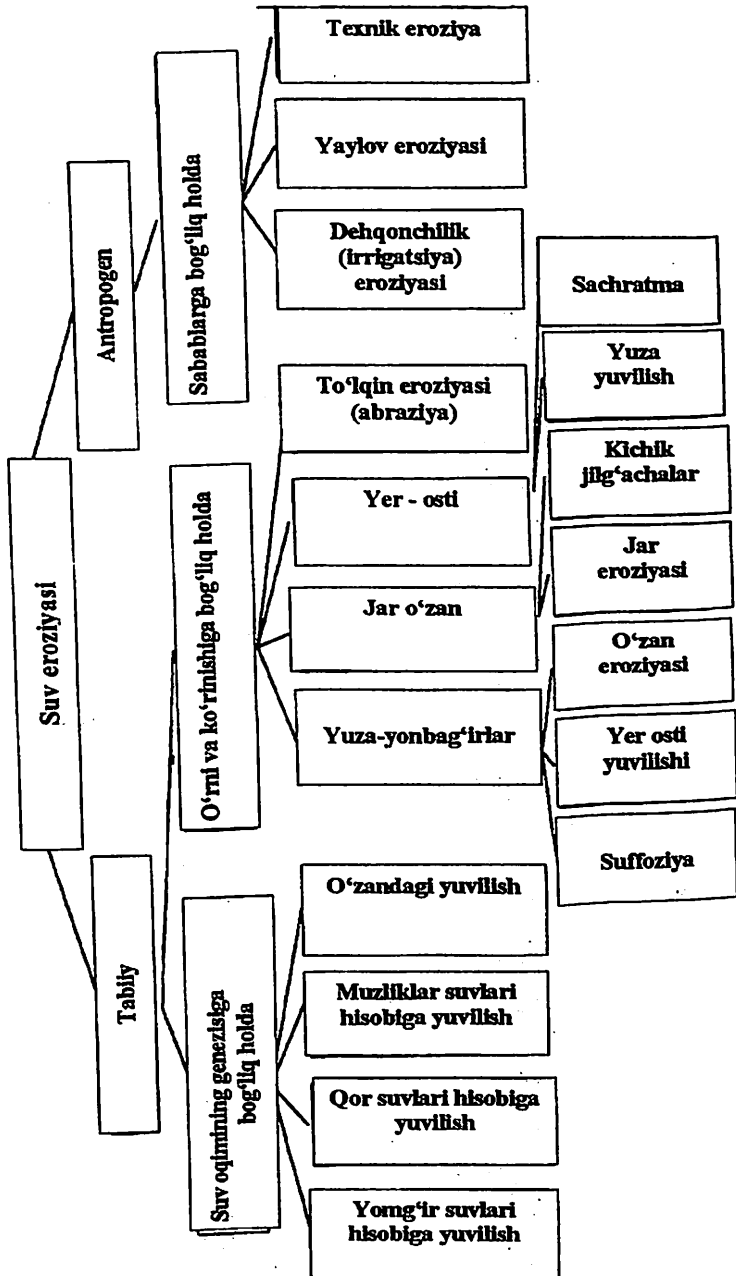 Suv eroziyasi
Antropogen
Tabiiy
Sabablarga bog‘liq holda
O‘rni va ko‘rinishiga bog‘liq holda
Suv oqimining genezisiga
bog‘liq holda
Texnik eroziya
Yaylov eroziyasi
Dehqonchilik
(irrigatsiya)
eroziyasi
To‘lqin eroziyasi
(abraziya)
Yer - osti
Jar o‘zan
Yuza-yonbag‘irlar
O‘zandagi yuvilish
Muzliklar suvlari
hisobiga yuvilish
Qor suvlari hisobiga
yuvilish
Yomg‘ir suvlari
hisobiga yuvilish
Sachratma
Yuza
yuvilish
Kichik
jilg‘achalar
Jar
eroziyasi
O‘zan
eroziyasi
Yer osti
yuvilishi
Suffoziya